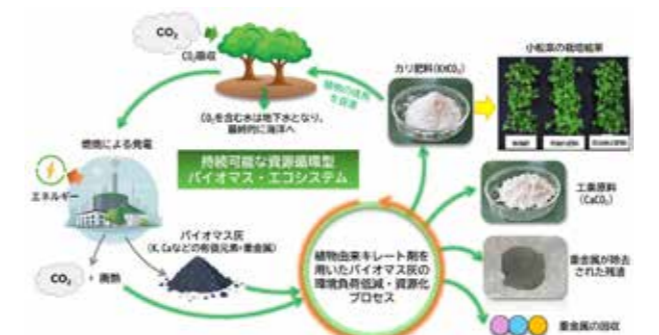 CO₂
CO₂吸収
CO₂を含む水は地下水となり、
最終的に海洋へ
植物の成長
を促進
カリ肥料(KHCO₃)
小松菜の栽培結果
燃焼による発電
エネルギー
持続可能な資源循環型
バイオマス・エコシステム
バイオマス灰
(K, Caなどの有価元素+重金属)
CO₂ + 廃熱
植物由来キレート剤を
用いたバイオマス灰の
環境負荷低減・資源化
プロセス
工業原料
(CaCO₃)
重金属が除去
された残渣
重金属の回収